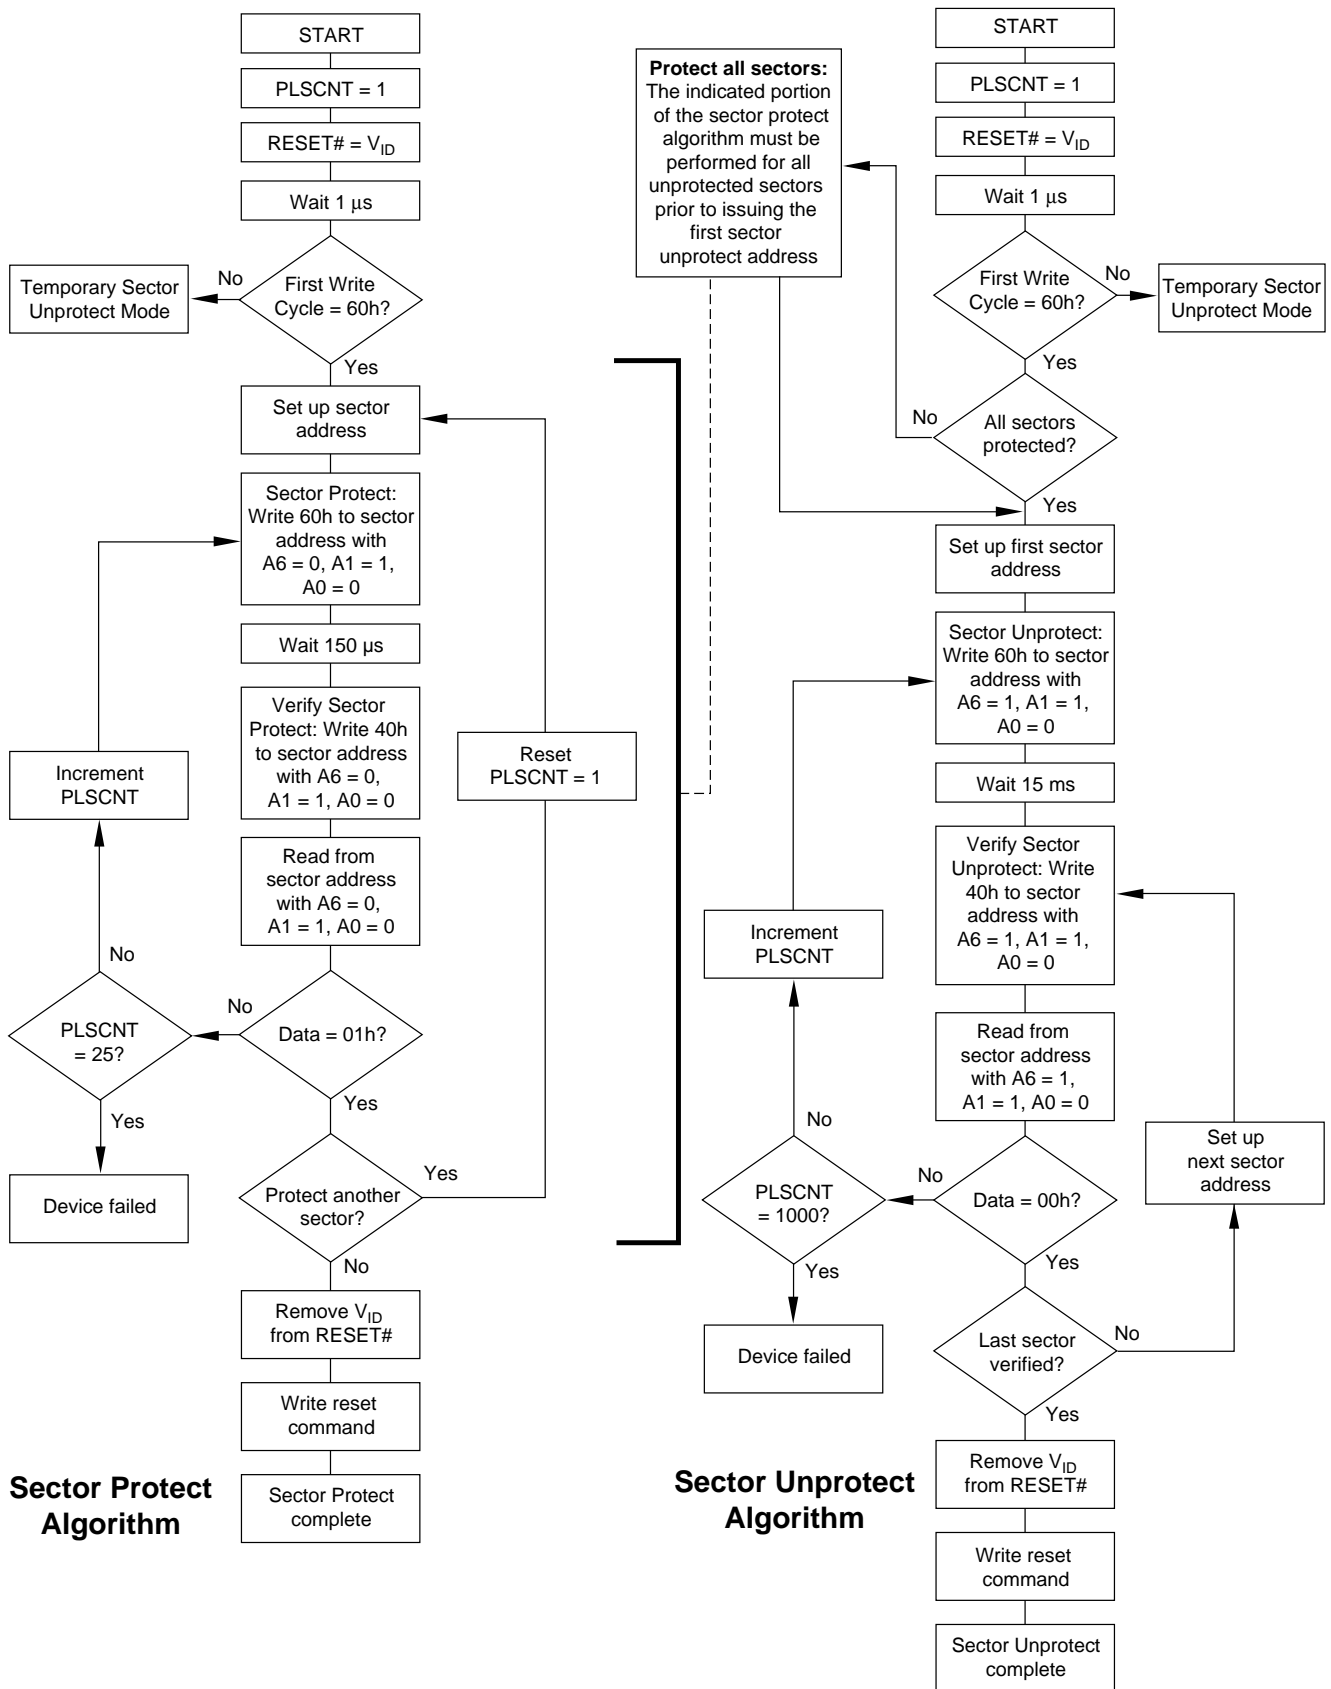 START
PLSCNT = 1
RESET# = VID
Wait 1 μs
First Write
Cycle = 60h?
No
Temporary Sector
Unprotect Mode
Yes
Set up sector
address
Sector Protect:
Write 60h to sector
address with
A6 = 0, A1 = 1,
A0 = 0
Wait 150 µs
Verify Sector
Protect: Write 40h
to sector address
with A6 = 0,
A1 = 1, A0 = 0
Reset
PLSCNT = 1
Increment
PLSCNT
Read from
sector address
with A6 = 0,
A1 = 1, A0 = 0
No
No
PLSCNT
= 25?
Data = 01h?
Yes
Yes
Device failed
Protect another
sector?
Yes
No
Remove VID
from RESET#
Write reset
command
Sector Protect
complete
Sector Protect
Algorithm
Protect all sectors:
The indicated portion
of the sector protect
algorithm must be
performed for all
unprotected sectors
prior to issuing the
first sector
unprotect address
START
PLSCNT = 1
RESET# = VID
Wait 1 μs
First Write
Cycle = 60h?
No
Temporary Sector
Unprotect Mode
Yes
No
All sectors
protected?
Yes
Set up first sector
address
Sector Unprotect:
Write 60h to sector
address with
A6 = 1, A1 = 1,
A0 = 0
Wait 15 ms
Verify Sector
Unprotect: Write
40h to sector
address with
A6 = 1, A1 = 1,
A0 = 0
Increment
PLSCNT
Read from
sector address
with A6 = 1,
A1 = 1, A0 = 0
No
Set up
next sector
address
No
PLSCNT
= 1000?
Data = 00h?
Yes
Yes
Device failed
Last sector
verified?
No
Yes
Remove VID
from RESET#
Write reset
command
Sector Unprotect
complete
Sector Unprotect
Algorithm